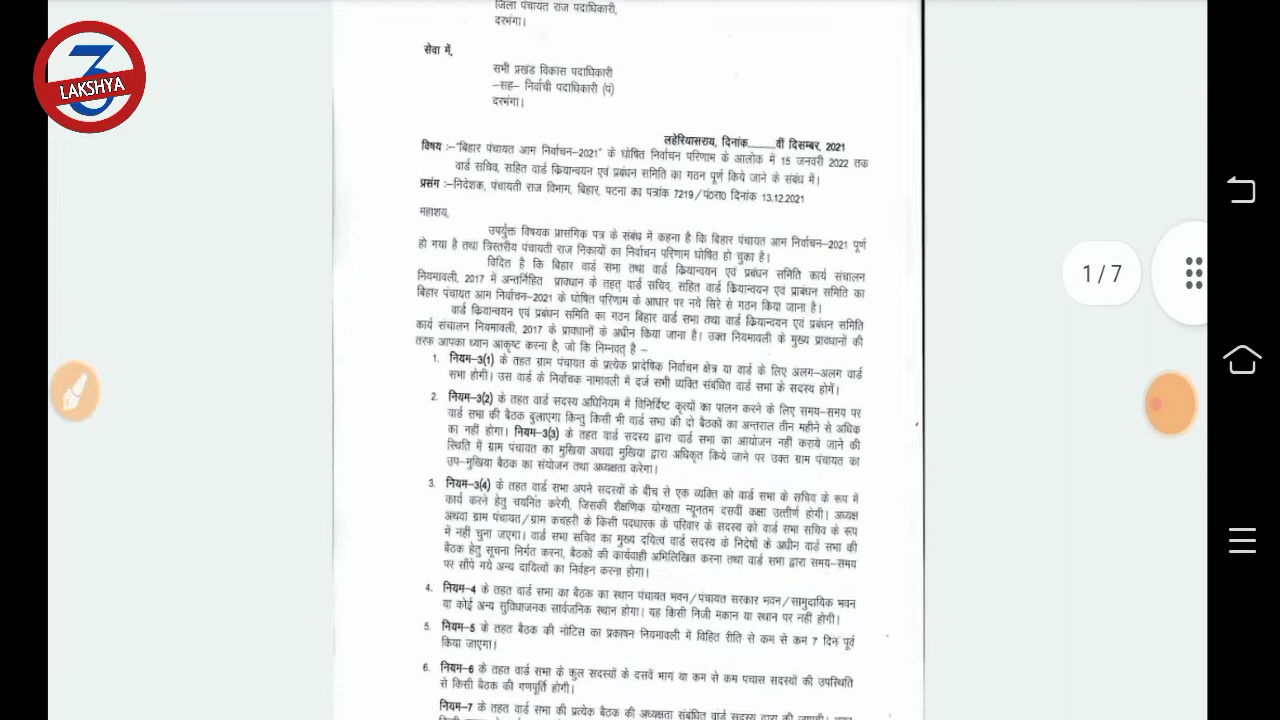 3
LAKSHYA
जिला पंचायत राज पदाधिकारी,
दरभंगा।
सेवा में,
सभी प्रखंड विकास पदाधिकारी
–सह– निर्वाची पदाधिकारी (पं)
दरभंगा।
लहेरियासराय, दिनांक..........वीं दिसम्बर, 2021
विषय :–"बिहार पंचायत आम निर्वाचन–2021" के घोषित निर्वाचन परिणाम के आलोक में 15 जनवरी 2022 तक
वार्ड सचिव, सहित वार्ड क्रियान्वयन एवं प्रबंधन समिति का गठन पूर्ण किये जाने के संबंध में।
प्रसंग :–निदेशक, पंचायती राज विभाग, बिहार, पटना का पत्रांक 7219/पं0रा0 दिनांक 13.12.2021
महाशय,
उपर्युक्त विषयक प्रासंगिक पत्र के संबंध में कहना है कि बिहार पंचायत आम निर्वाचन–2021 पूर्ण
हो गया है तथा त्रिस्तरीय पंचायती राज निकायों का निर्वाचन परिणाम घोषित हो चुका है।
विदित है कि बिहार वार्ड सभा तथा वार्ड क्रियान्वयन एवं प्रबंधन समिति कार्य संचालन
नियमावली, 2017 में अन्तर्निहित प्रावधान के तहत् वार्ड सचिव, सहित वार्ड क्रियान्वयन एवं प्राबंधन समिति का
बिहार पंचायत आम निर्वाचन–2021 के घोषित परिणाम के आधार पर नये सिरे से गठन किया जाना है।
वार्ड क्रियान्वयन एवं प्रबंधन समिति का गठन बिहार वार्ड सभा तथा वार्ड क्रियान्वयन एवं प्रबंधन समिति
कार्य संचालन नियमावली, 2017 के प्रावधानों के अधीन किया जाना है। उक्त नियमावली के मुख्य प्रावधानों की
तरफ आपका ध्यान आकृष्ट करना है, जो कि निम्नवत् है –
1. नियम–3(1) के तहत ग्राम पंचायत के प्रत्येक प्रादेशिक निर्वाचन क्षेत्र या वार्ड के लिए अलग–अलग वार्ड
सभा होगी। उस वार्ड के निर्वाचक नामावली में दर्ज सभी व्यक्ति संबंधित वार्ड सभा के सदस्य होगें।
2. नियम–3(2) के तहत वार्ड सदस्य अधिनियम में विनिर्दिष्ट कृत्यों का पालन करने के लिए समय–समय पर
वार्ड सभा की बैठक बुलाएगा किन्तु किसी भी वार्ड सभा की दो बैठकों का अन्तराल तीन महीने से अधिक
का नहीं होगा। नियम–3(3) के तहत वार्ड सदस्य द्वारा वार्ड सभा का आयोजन नहीं कराये जाने की
स्थिति में ग्राम पंचायत का मुखिया अथवा मुखिया द्वारा अधिकृत किये जाने पर उक्त ग्राम पंचायत का
उप–मुखिया बैठक का संयोजन तथा अध्यक्षता करेगा।
3. नियम–3(4) के तहत वार्ड सभा अपने सदस्यों के बीच से एक व्यक्ति को वार्ड सभा के सचिव के रूप में
कार्य करने हेतु चयनित करेगी, जिसकी शैक्षणिक योग्यता न्यूनतम दसवीं कक्षा उत्तीर्ण होगी। अध्यक्ष
अथवा ग्राम पंचायत/ग्राम कचहरी के किसी पदधारक के परिवार के सदस्य को वार्ड सभा सचिव के रूप
में नहीं चुना जाएगा। वार्ड सभा सचिव का मुख्य दयित्व वार्ड सदस्य के निदेषों के अधीन वार्ड सभा की
बैठक हेतु सूचना निर्गत करना, बैठकों की कार्यवाही अभिलिखित करना तथा वार्ड सभा द्वारा समय–समय
पर सौंपे गये अन्य दायित्वों का निर्वहन करना होगा।
4. नियम–4 के तहत वार्ड सभा का बैठक का स्थान पंचायत भवन/पंचायत सरकार भवन/सामुदायिक भवन
या कोई अन्य सुविधाजनक सार्वजनिक स्थान होगा। यह किसी निजी मकान या स्थान पर नहीं होगी।
5. नियम–5 के तहत बैठक की नोटिस का प्रकाषन नियमावली में विहित रीति से कम से कम 7 दिन पूर्व
किया जाएगा।
6. नियम–6 के तहत वार्ड सभा के कुल सदस्यों के दसवें भाग या कम से कम पचास सदस्यों की उपस्थिति
से किसी बैठक की गणपूर्ति होगी।
नियम–7 के तहत वार्ड सभा की प्रत्येक बैठक की अध्यक्षता संबंधित वार्ड सदस्य द्वारा की जाएगी।
1 / 7